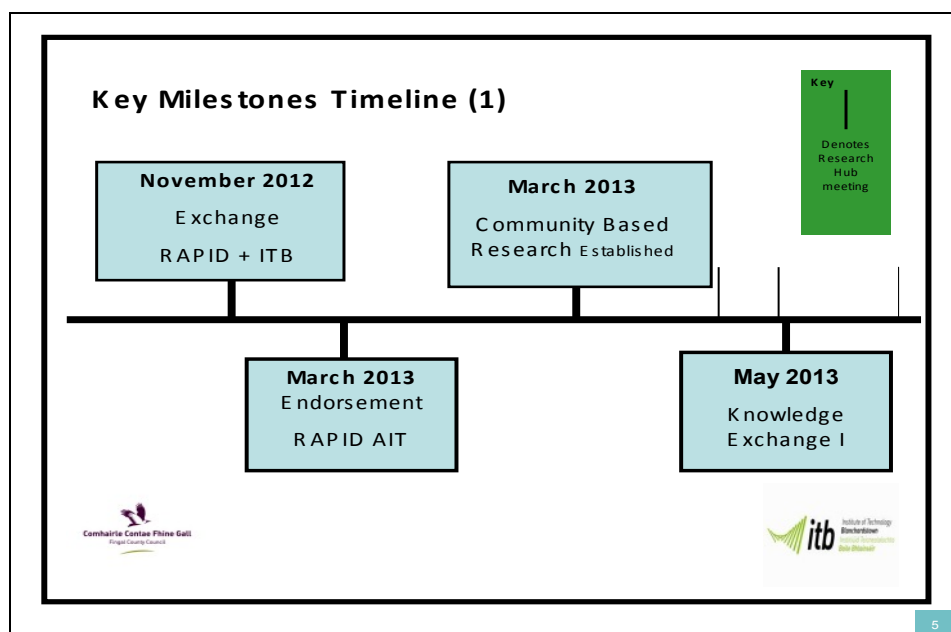 Key Milestones Timeline (1)
Key
Denotes
Research
Hub
meeting
November 2012
Exchange
RAPID + ITB
March 2013
Community Based
Research Established
March 2013
Endorsement
RAPID AIT
May 2013
Knowledge
Exchange I
Comhairle Contae Fhine Gall
Fingal County Council
itb
Institute of Technology
Blanchardstown
5